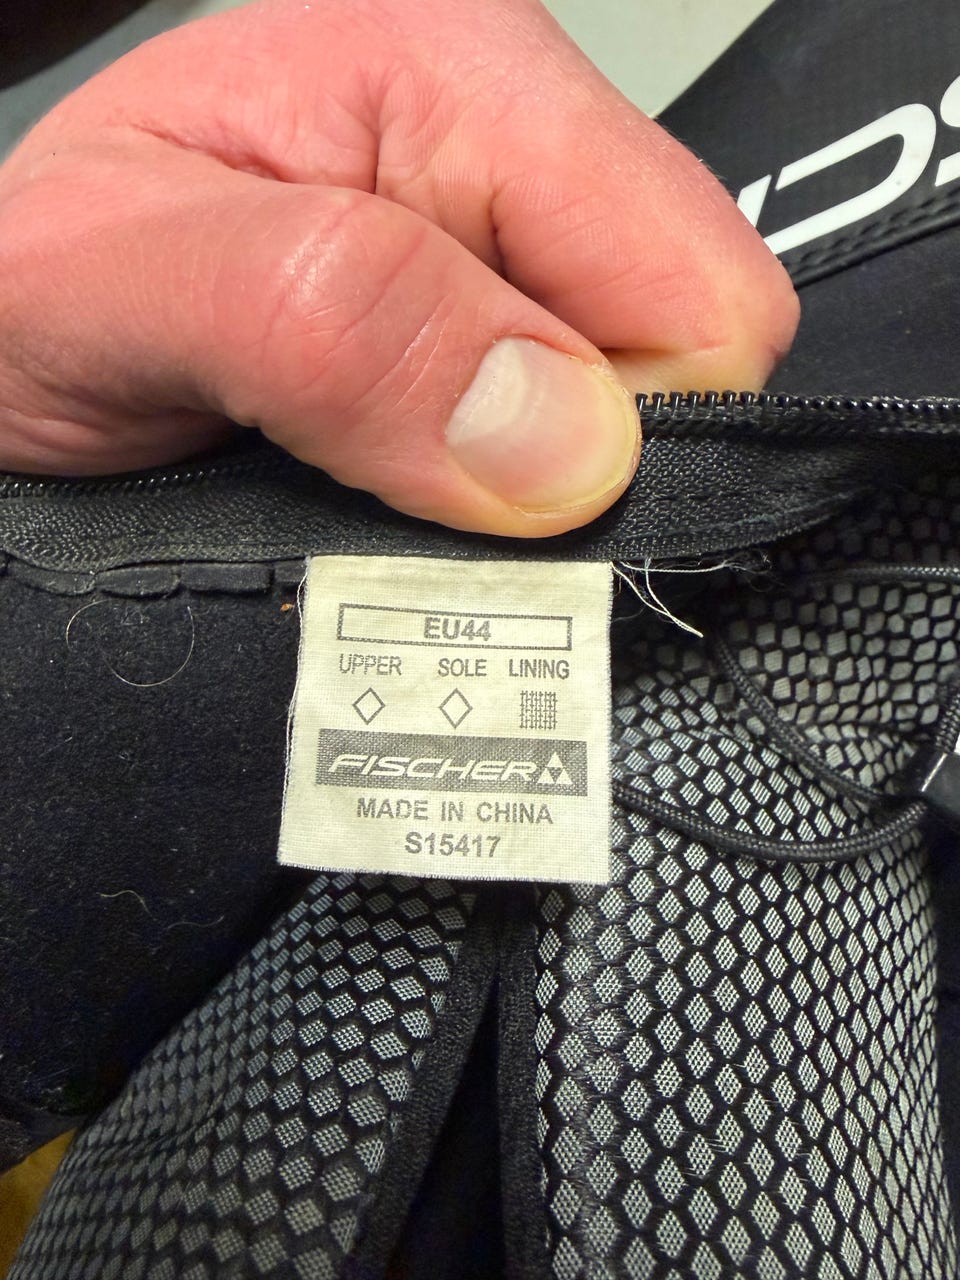 EU44
UPPER SOLE LINING
FISCHER
MADE IN CHINA
S15417